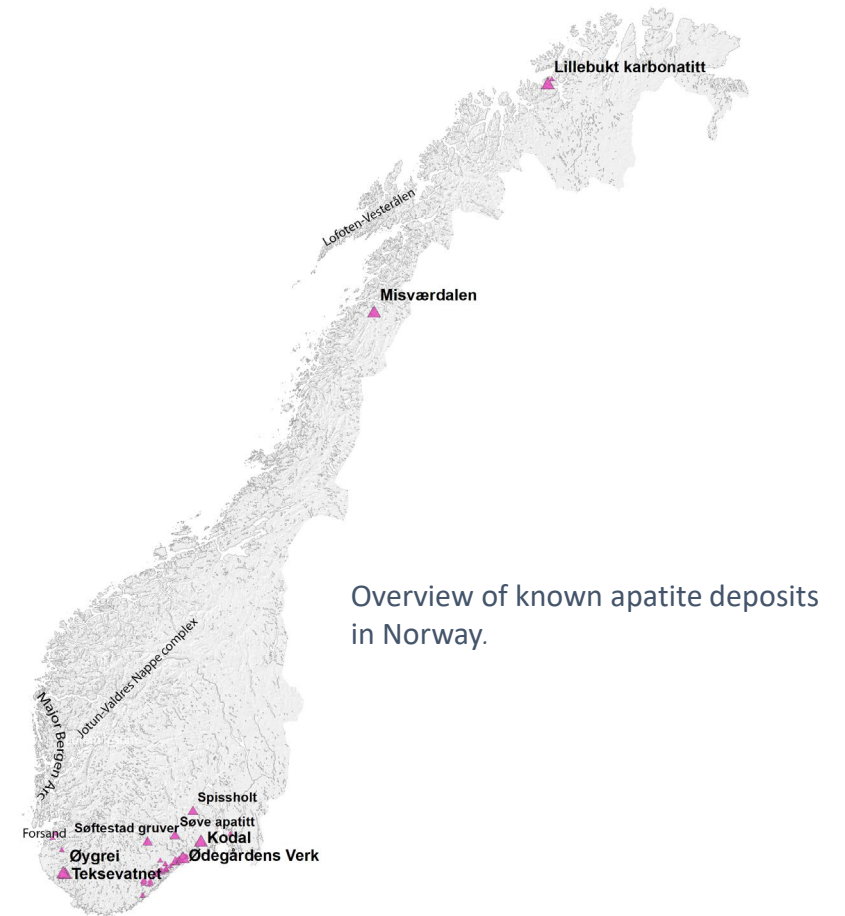 Lillebukt karbonatitt
Lofoten-Vesterålen
Misværdalen
Overview of known apatite deposits
in Norway.
Jotun-Valdres Nappe complex
Major Bergen Arc
Spissholt
Forsand
Søftestad gruver
Søve apatitt
Kodal
Øygrei
Ødegårdens Verk
Teksevatnet